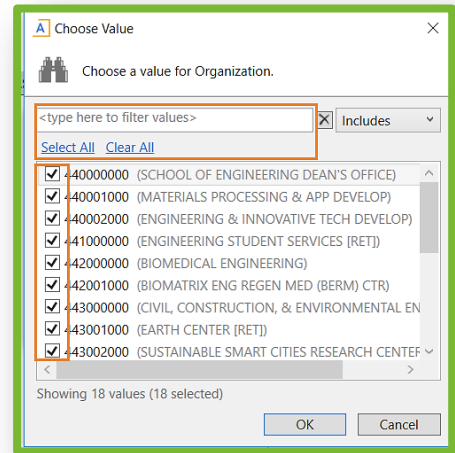 A Choose Value
Choose a value for Organization.
<type here to filter values> Includes
Select All Clear All
440000000 (SCHOOL OF ENGINEERING DEAN'S OFFICE)
440001000 (MATERIALS PROCESSING & APP DEVELOP)
440002000 (ENGINEERING & INNOVATIVE TECH DEVELOP)
441000000 (ENGINEERING STUDENT SERVICES [RET])
442000000 (BIOMEDICAL ENGINEERING)
442001000 (BIOMATRIX ENG REGEN MED (BERM) CTR)
443000000 (CIVIL, CONSTRUCTION, & ENVIRONMENTAL EN
443001000 (EARTH CENTER [RET])
443002000 (SUSTAINABLE SMART CITIES RESEARCH CENTER
Showing 18 values (18 selected)
OK Cancel